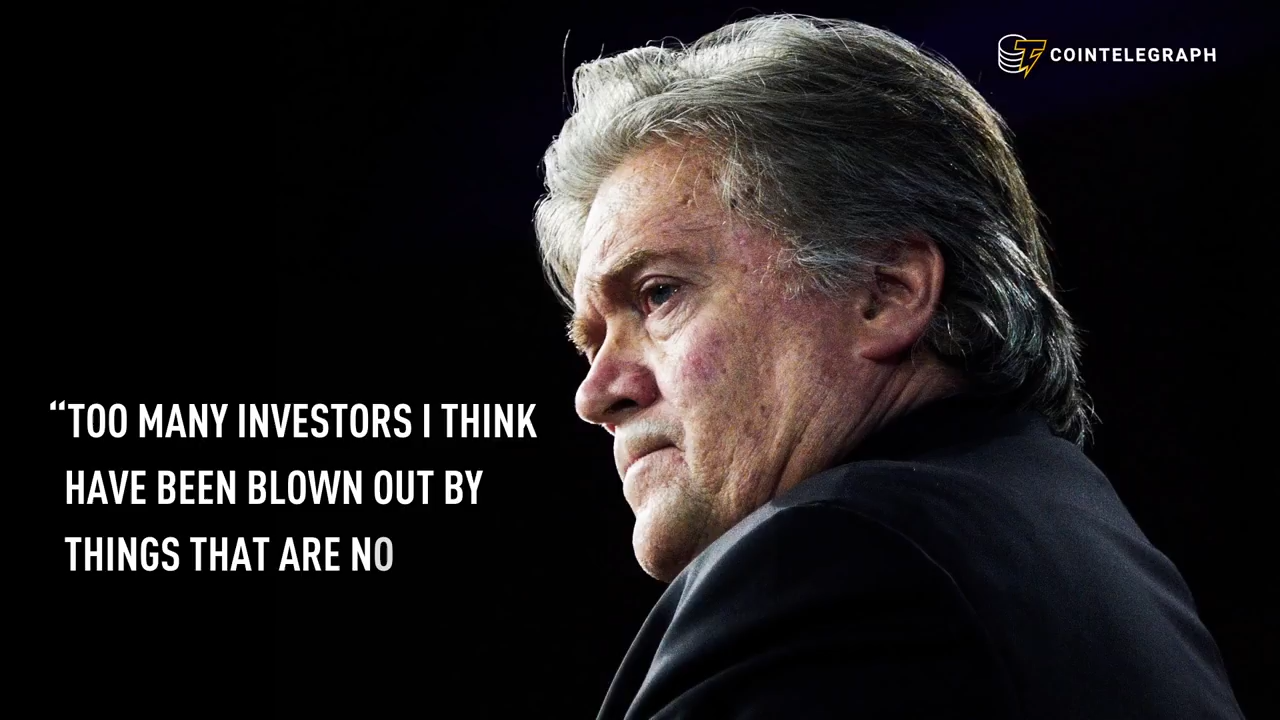 COINTELEGRAPH
“TOO MANY INVESTORS I THINK
HAVE BEEN BLOWN OUT BY
THINGS THAT ARE NO